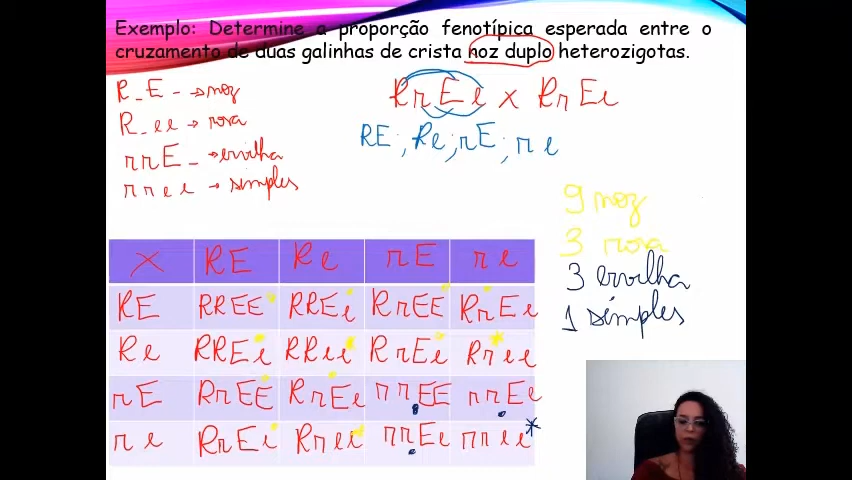 Exemplo: Determine a proporção fenotípica esperada entre o
cruzamento de duas galinhas de crista noz duplo heterozigotas.
R_E_ → noz
R_ee → rosa
rrE_ → ervilha
rree → simples
RrEe x RrEe
RE; Re; rE; re
x RE Re rE re
RE RREE RREe RrEE RrEe
Re RREe RRee RrEe Rree
rE RrEE RrEe rrEE rrEe
re RrEe Rree rrEe rree
9 noz
3 rosa
3 ervilha
1 simples